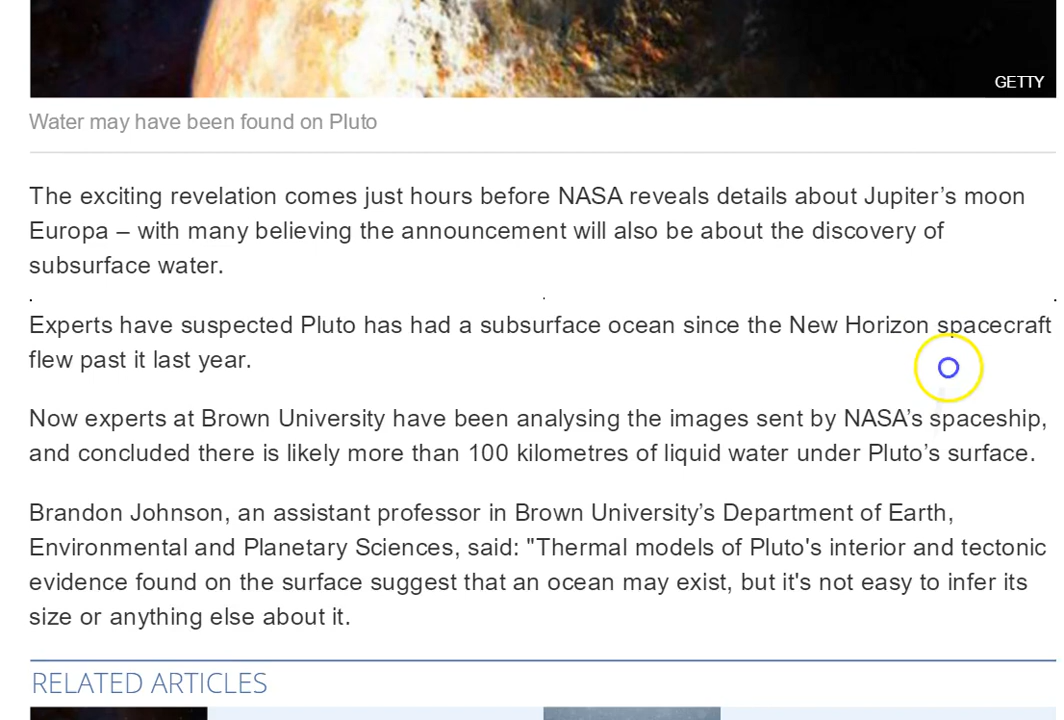 GETTY
Water may have been found on Pluto
The exciting revelation comes just hours before NASA reveals details about Jupiter’s moon
Europa – with many believing the announcement will also be about the discovery of
subsurface water.
Experts have suspected Pluto has had a subsurface ocean since the New Horizon spacecraft
flew past it last year.
Now experts at Brown University have been analysing the images sent by NASA’s spaceship,
and concluded there is likely more than 100 kilometres of liquid water under Pluto’s surface.
Brandon Johnson, an assistant professor in Brown University’s Department of Earth,
Environmental and Planetary Sciences, said: "Thermal models of Pluto's interior and tectonic
evidence found on the surface suggest that an ocean may exist, but it's not easy to infer its
size or anything else about it.
RELATED ARTICLES